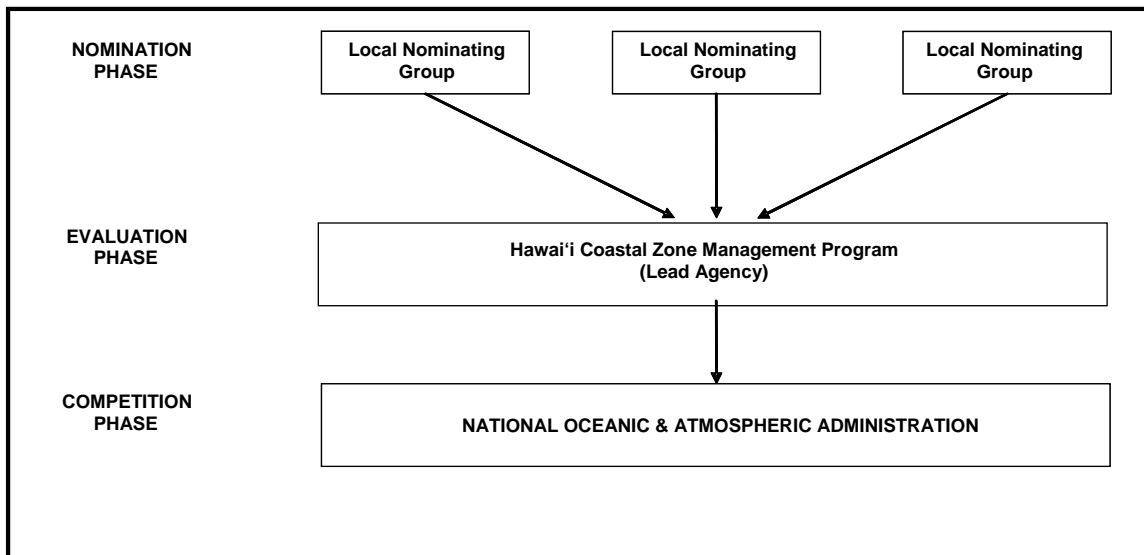 NOMINATION
PHASE
Local Nominating
Group
Local Nominating
Group
Local Nominating
Group
EVALUATION
PHASE
Hawai‘i Coastal Zone Management Program
(Lead Agency)
COMPETITION
PHASE
NATIONAL OCEANIC & ATMOSPHERIC ADMINISTRATION